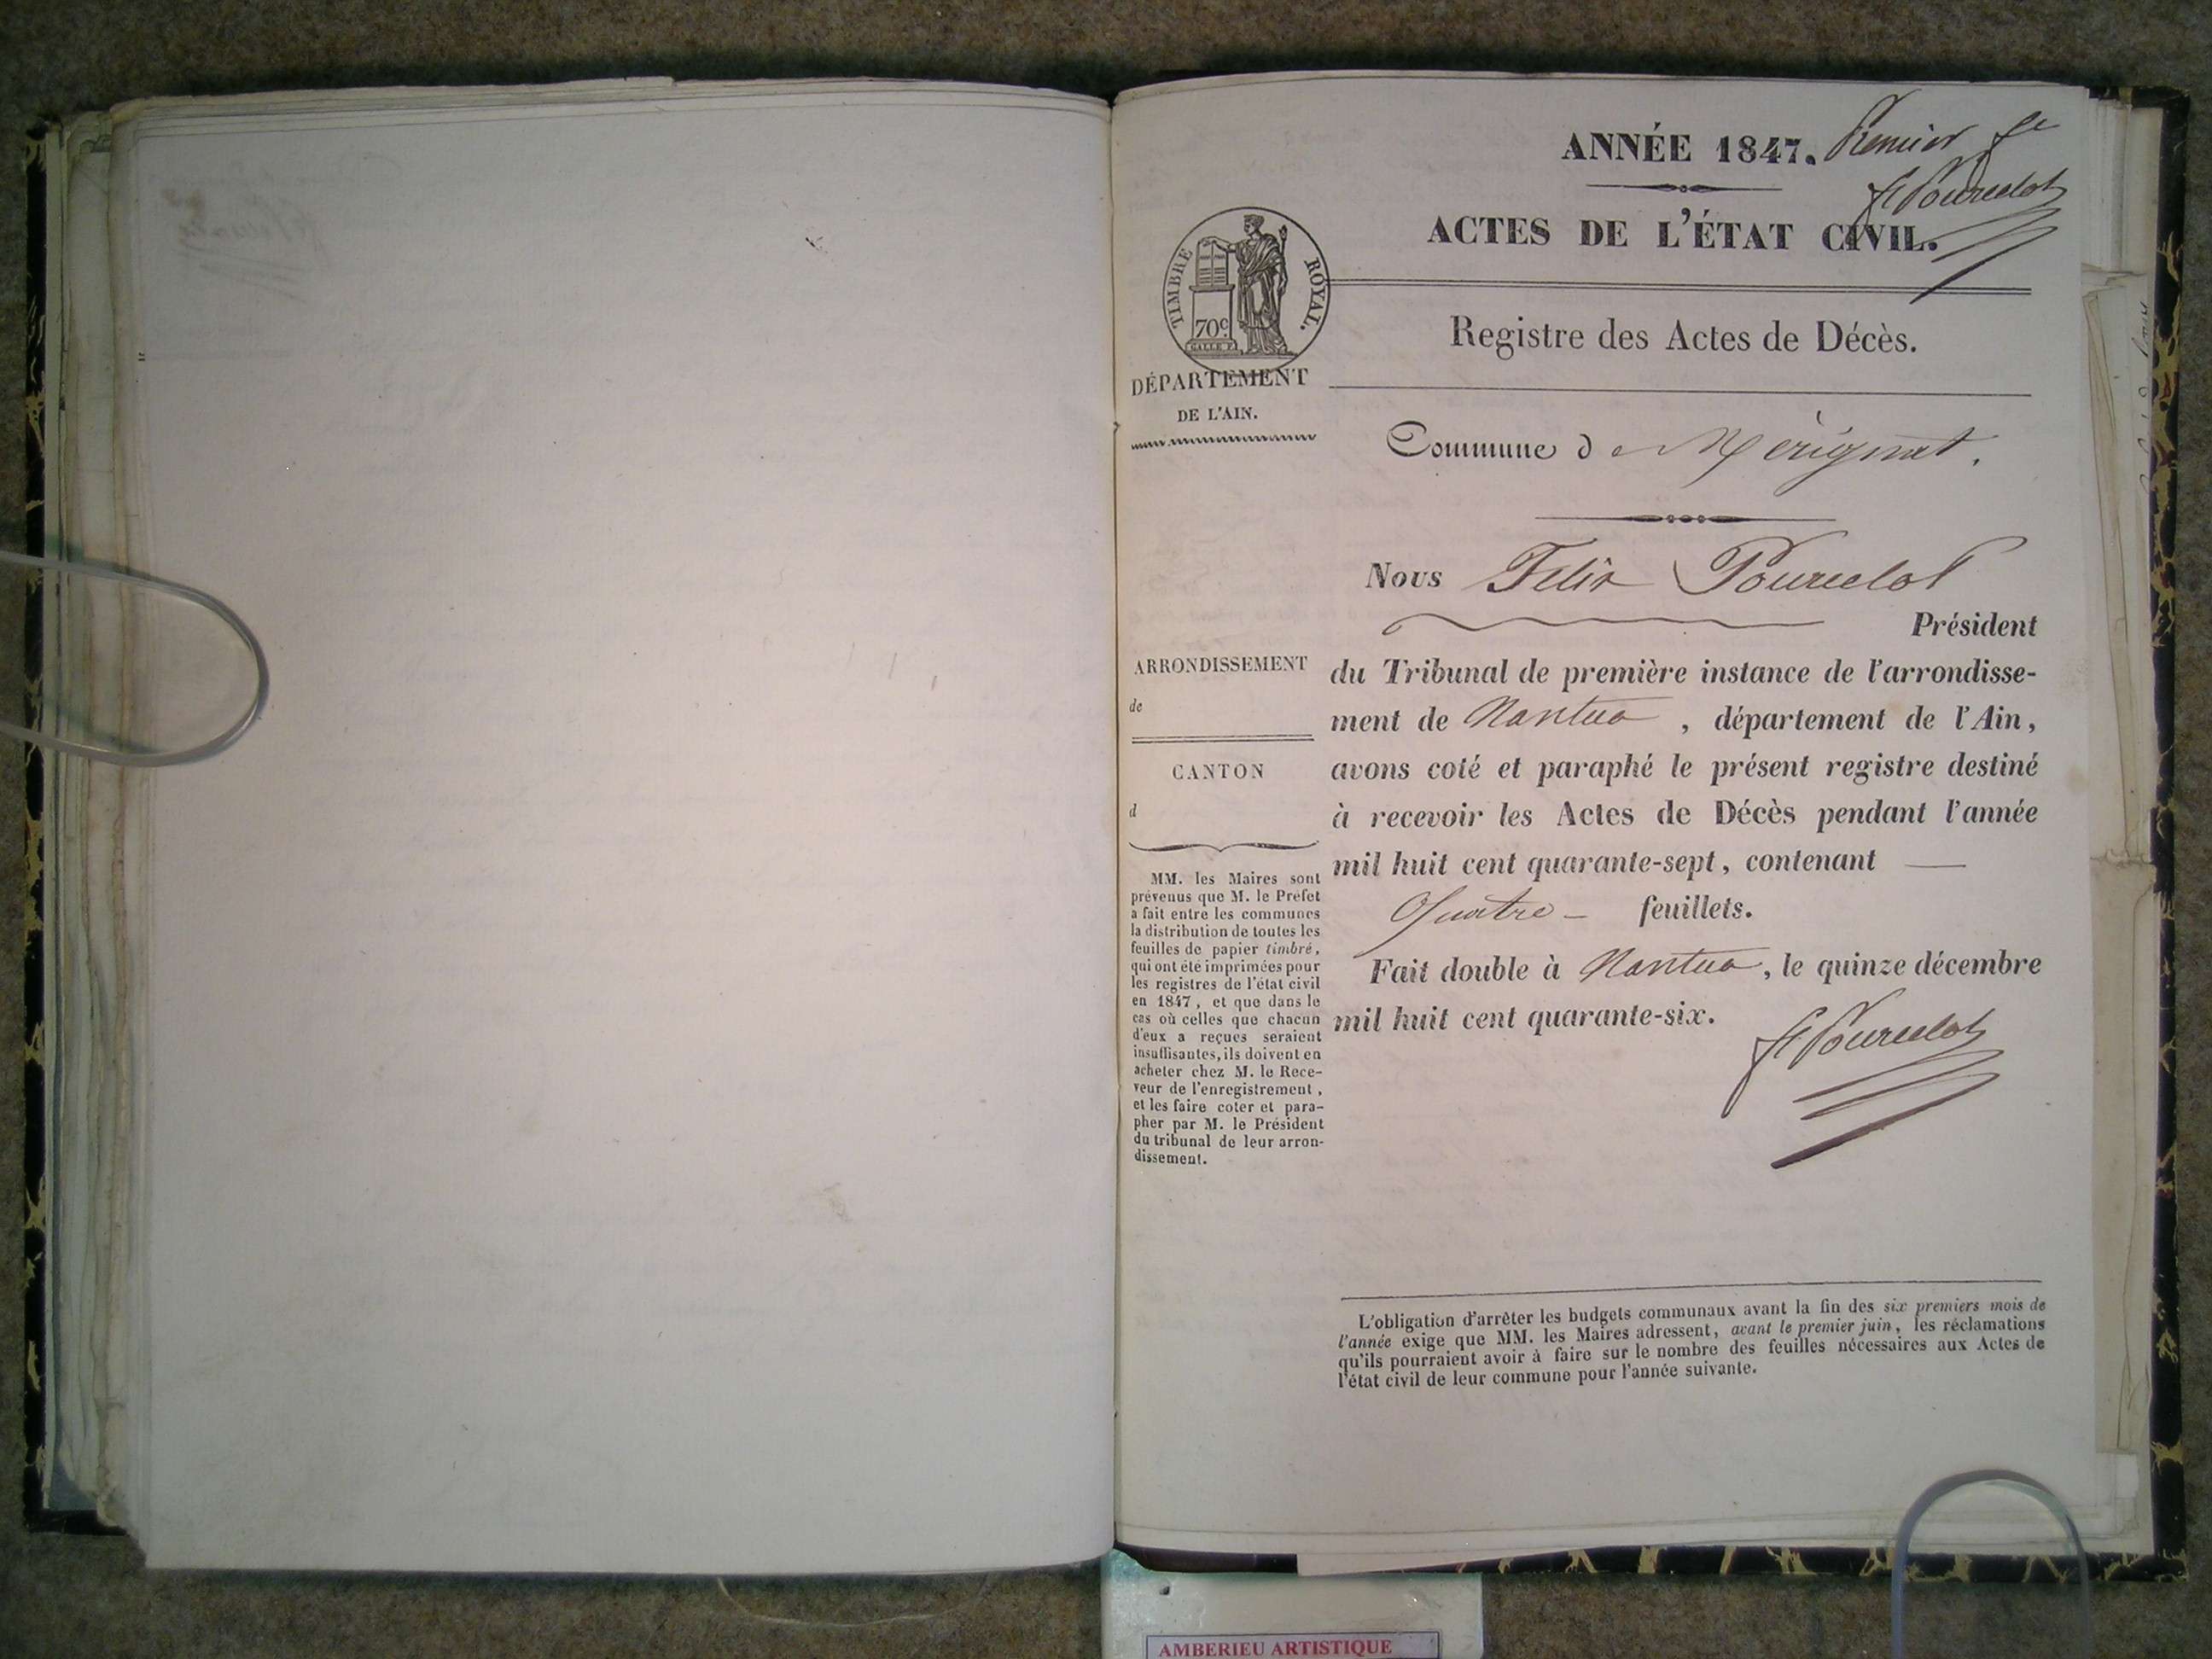 ANNÉE 1847. Premier fe
F Pourcelot
ACTES DE L'ÉTAT CIVIL.
TIMBRE ROYAL.
70c
Registre des Actes de Décès.
DÉPARTEMENT
DE L'AIN.
Commune de Mérignat.
Nous Félix Pourcelot
Président
du Tribunal de première instance de l'arrondisse-
ment de Nantua, département de l'Ain,
avons coté et paraphé le présent registre destiné
à recevoir les Actes de Décès pendant l'année
mil huit cent quarante-sept, contenant —
Quatre — feuillets.
Fait double à Nantua, le quinze décembre
mil huit cent quarante-six.
F Pourcelot
ARRONDISSEMENT
de
CANTON
d
MM. les Maires sont
prévenus que M. le Préfet
a fait entre les communes
la distribution de toutes les
feuilles de papier timbré,
qui ont été imprimées pour
les registres de l'état civil
en 1847, et que dans le
cas où celles que chacun
d'eux a reçues seraient
insuffisantes, ils doivent en
acheter chez M. le Rece-
veur de l'enregistrement,
et les faire coter et para-
pher par M. le Président
du tribunal de leur arron-
dissement.
L'obligation d'arrêter les budgets communaux avant la fin des six premiers mois de
l'année exige que MM. les Maires adressent, avant le premier juin, les réclamations
qu'ils pourraient avoir à faire sur le nombre des feuilles nécessaires aux Actes de
l'état civil de leur commune pour l'année suivante.
AMBERIEU ARTISTIQUE